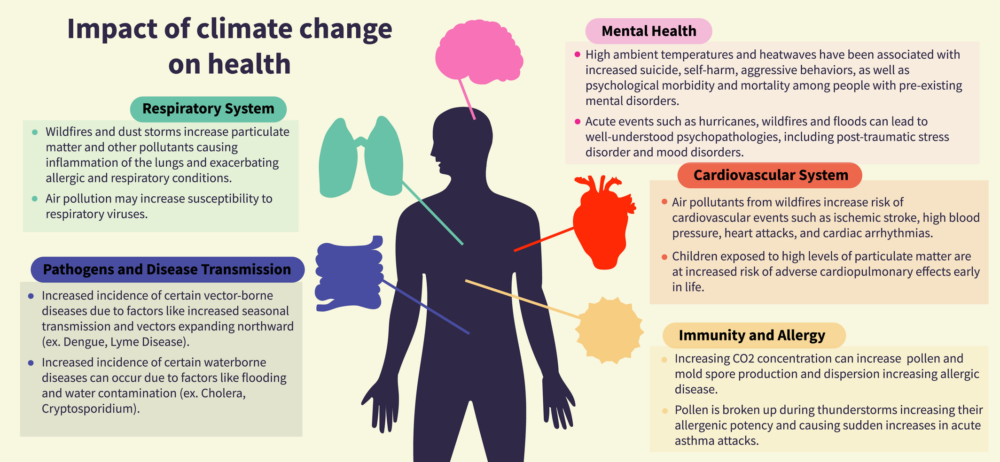 Impact of climate change
on health
Respiratory System
Wildfires and dust storms increase particulate
matter and other pollutants causing
inflammation of the lungs and exacerbating
allergic and respiratory conditions.
Air pollution may increase susceptibility to
respiratory viruses.
Pathogens and Disease Transmission
Increased incidence of certain vector-borne
diseases due to factors like increased seasonal
transmission and vectors expanding northward
(ex. Dengue, Lyme Disease).
Increased incidence of certain waterborne
diseases can occur due to factors like flooding
and water contamination (ex. Cholera,
Cryptosporidium).
Mental Health
High ambient temperatures and heatwaves have been associated with
increased suicide, self-harm, aggressive behaviors, as well as
psychological morbidity and mortality among people with pre-existing
mental disorders.
Acute events such as hurricanes, wildfires and floods can lead to
well-understood psychopathologies, including post-traumatic stress
disorder and mood disorders.
Cardiovascular System
Air pollutants from wildfires increase risk of
cardiovascular events such as ischemic stroke, high blood
pressure, heart attacks, and cardiac arrhythmias.
Children exposed to high levels of particulate matter are
at increased risk of adverse cardiopulmonary effects early
in life.
Immunity and Allergy
Increasing CO2 concentration can increase  pollen and
mold spore production and dispersion increasing allergic
disease.
Pollen is broken up during thunderstorms increasing their
allergenic potency and causing sudden increases in acute
asthma attacks.